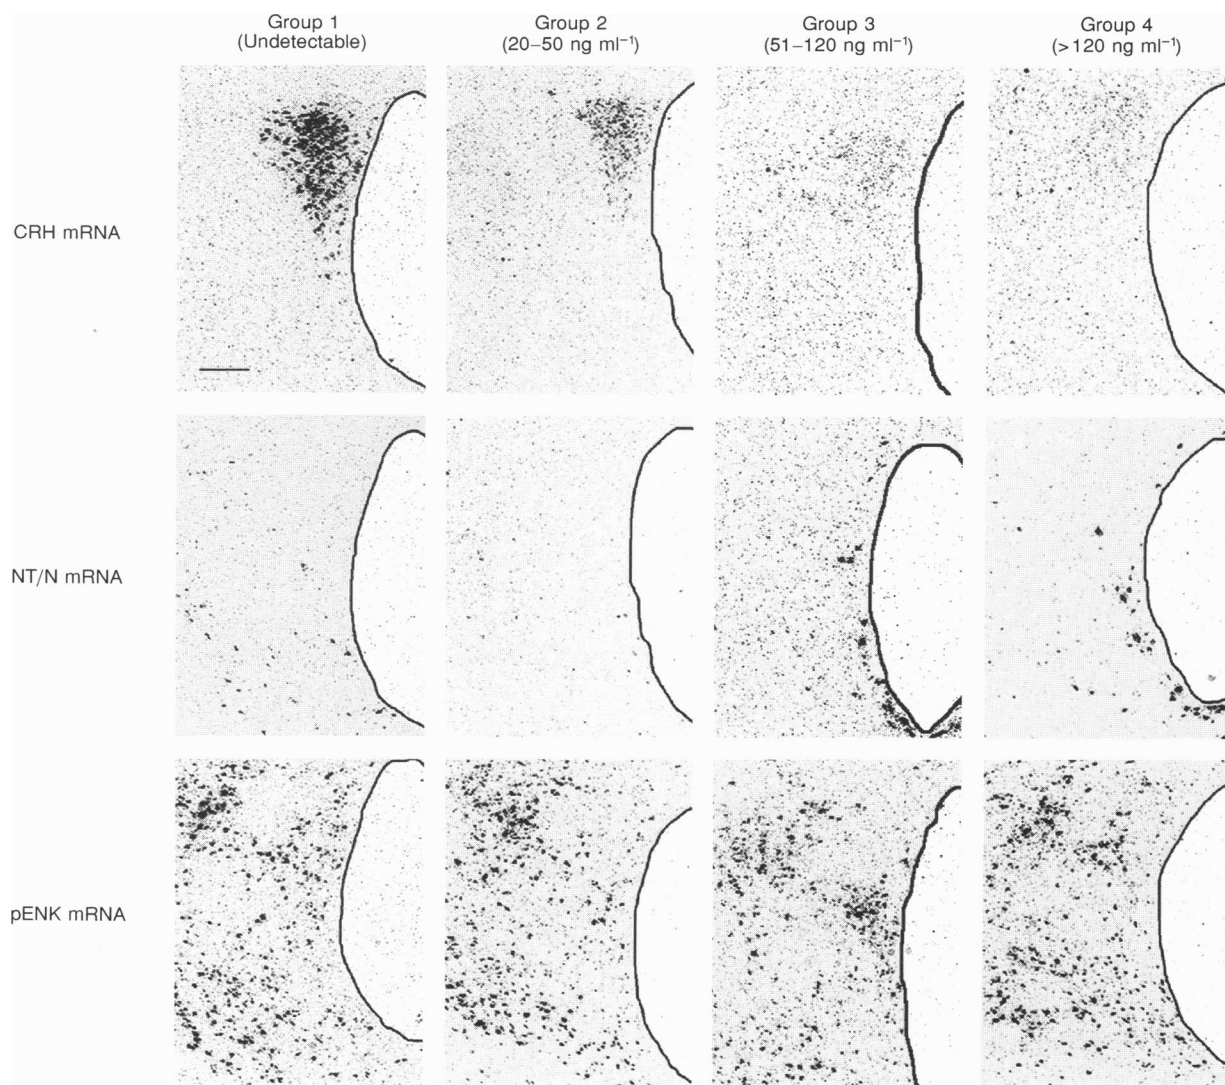 Group 1
(Undetectable)
Group 2
(20–50 ng ml⁻¹)
Group 3
(51–120 ng ml⁻¹)
Group 4
(>120 ng ml⁻¹)
CRH mRNA
NT/N mRNA
pENK mRNA